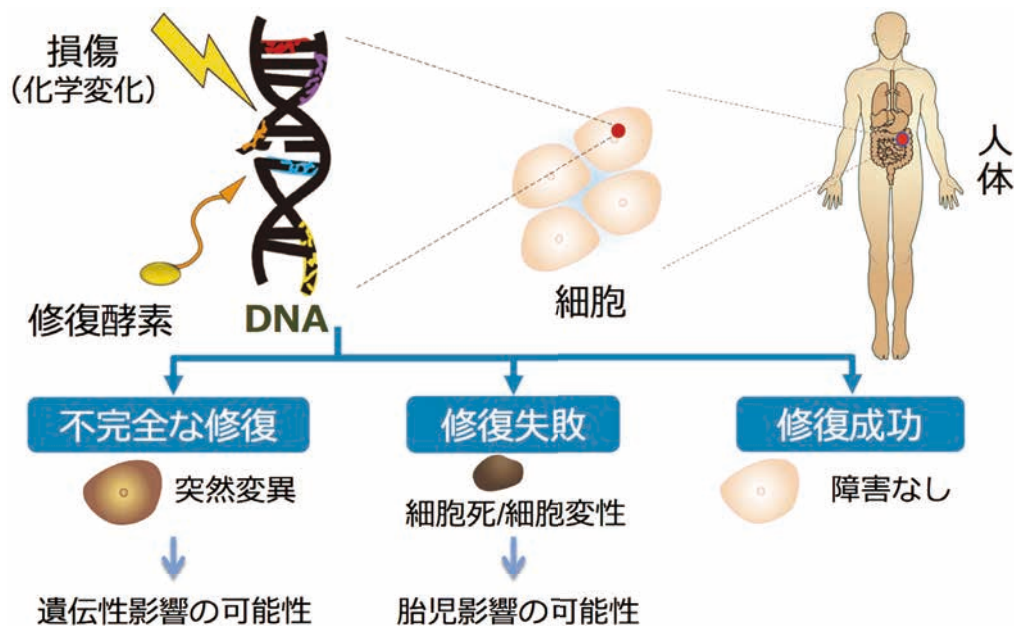 損傷
（化学変化）
修復酵素
DNA
細胞
人体
不完全な修復
修復失敗
修復成功
突然変異
細胞死/細胞変性
障害なし
遺伝性影響の可能性
胎児影響の可能性